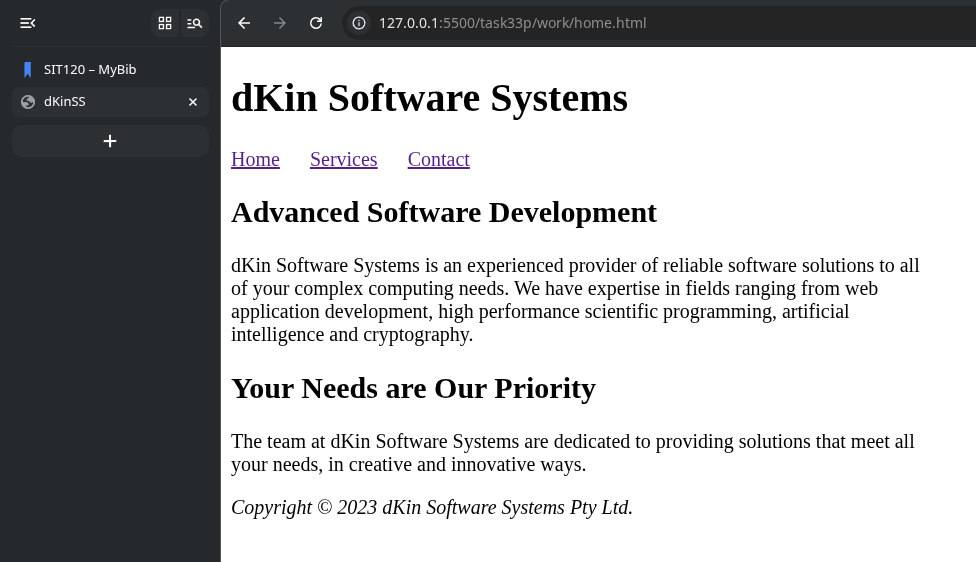 127.0.0.1:5500/task33p/work/home.html
SIT120 – MyBib
dKinSS
dKin Software Systems
Home Services Contact
Advanced Software Development
dKin Software Systems is an experienced provider of reliable software solutions to all
of your complex computing needs. We have expertise in fields ranging from web
application development, high performance scientific programming, artificial
intelligence and cryptography.
Your Needs are Our Priority
The team at dKin Software Systems are dedicated to providing solutions that meet all
your needs, in creative and innovative ways.
Copyright © 2023 dKin Software Systems Pty Ltd.